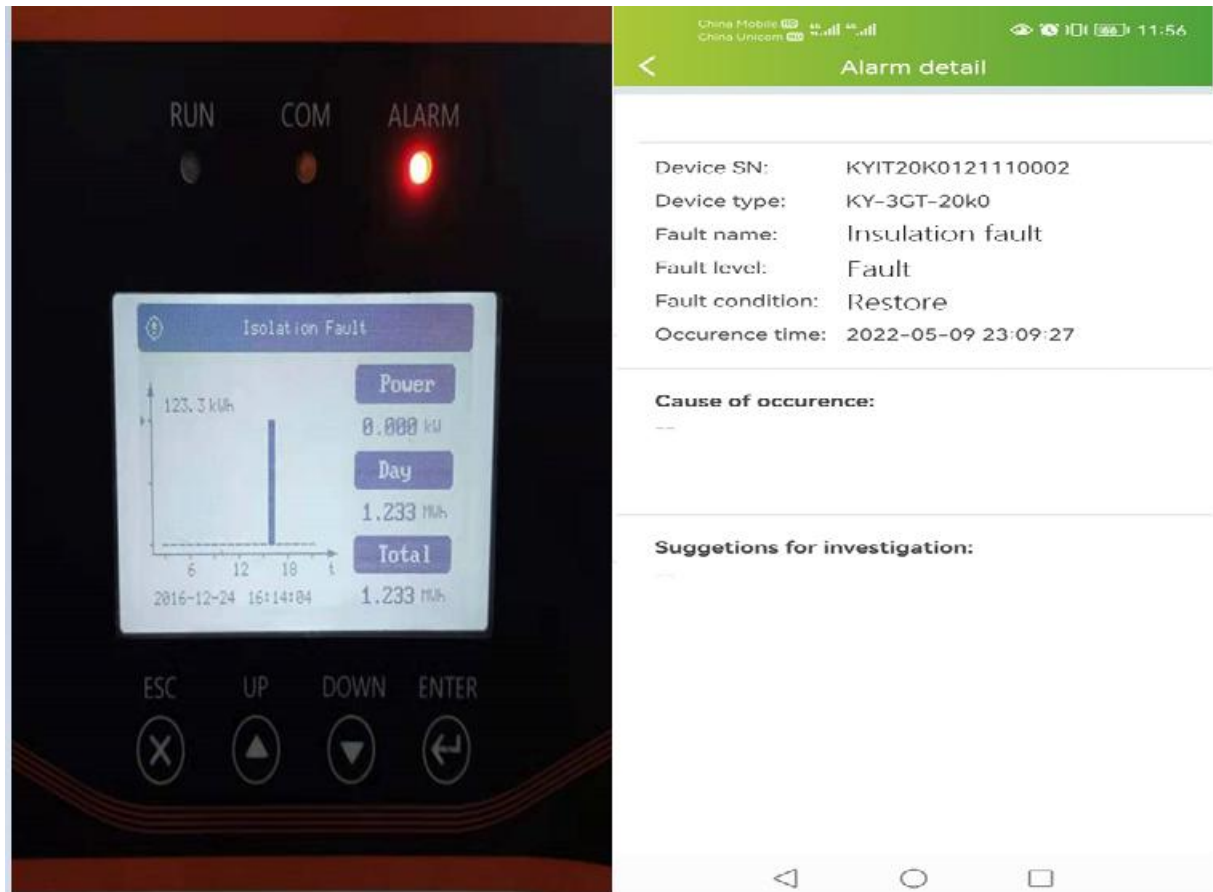 RUN COM ALARM
Isolation Fault
123.3 kWh
Power
0.000 kW
Day
1.233 MWh
Total
1.233 MWh
6 12 18 t
2016-12-24 16:14:04
ESC UP DOWN ENTER
China Mobile HD
China Unicom HD
11:56
Alarm detail
Device SN: KYIT20K0121110002
Device type: KY-3GT-20k0
Fault name: Insulation fault
Fault level: Fault
Fault condition: Restore
Occurence time: 2022-05-09 23:09:27
Cause of occurence:
--
Suggetions for investigation:
--